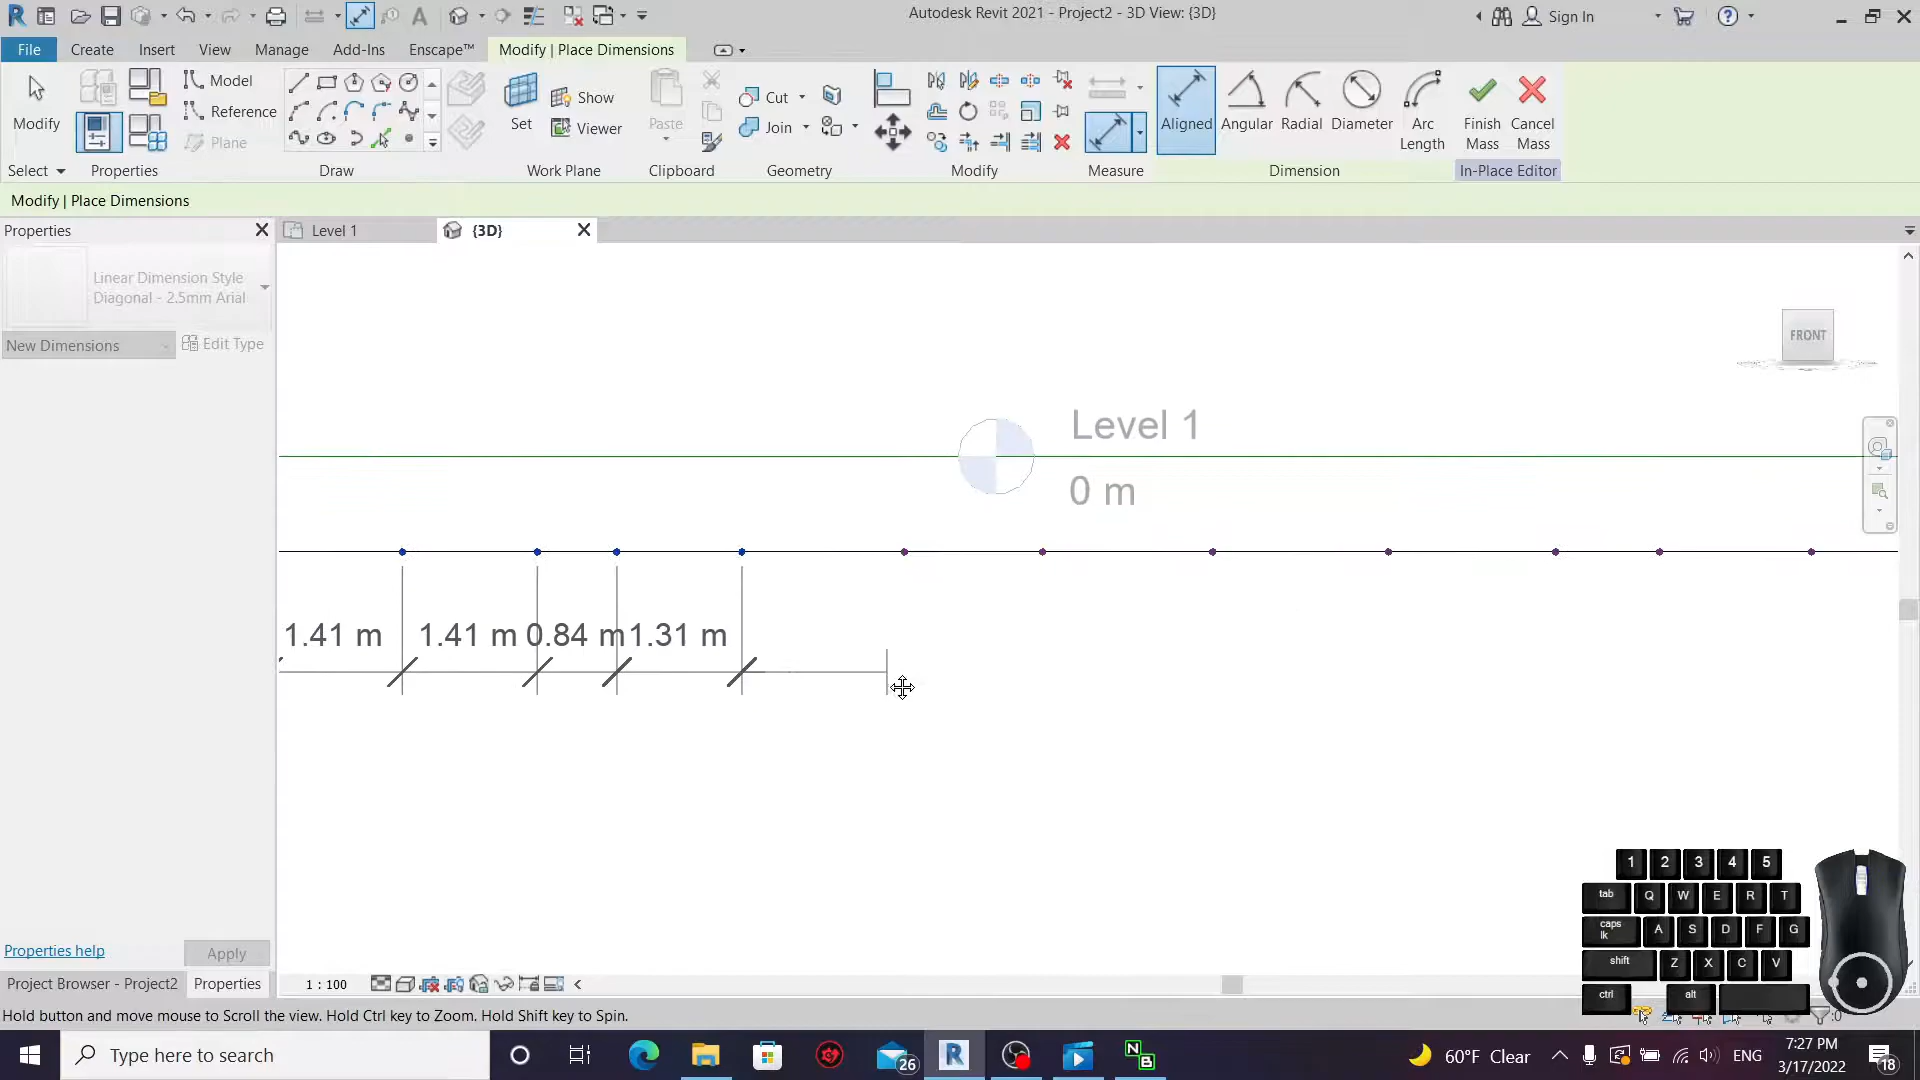 Autodesk Revit 2021 - Project2 - 3D View: {3D}
Sign In
File
Create
Insert
View
Manage
Add-Ins
Enscape™
Modify | Place Dimensions
Modify
Model
Reference
Plane
Set
Show
Viewer
Paste
Cut
Join
Aligned
Angular
Radial
Diameter
Arc Length
Finish Mass
Cancel Mass
Select
Properties
Draw
Work Plane
Clipboard
Geometry
Modify
Measure
Dimension
In-Place Editor
Modify | Place Dimensions
Properties
Level 1
{3D}
Linear Dimension Style
Diagonal - 2.5mm Arial
New Dimensions
Edit Type
FRONT
Level 1
0 m
1.41 m
1.41 m
0.84 m
1.31 m
1 2 3 4 5
tab Q W E R T
caps lk A S D F G
shift Z X C V
ctrl alt
Properties help
Apply
Project Browser - Project2
Properties
1 : 100
Hold button and move mouse to Scroll the view. Hold Ctrl key to Zoom. Hold Shift key to Spin.
:0
Type here to search
26
60°F Clear
ENG
7:27 PM
3/17/2022
18